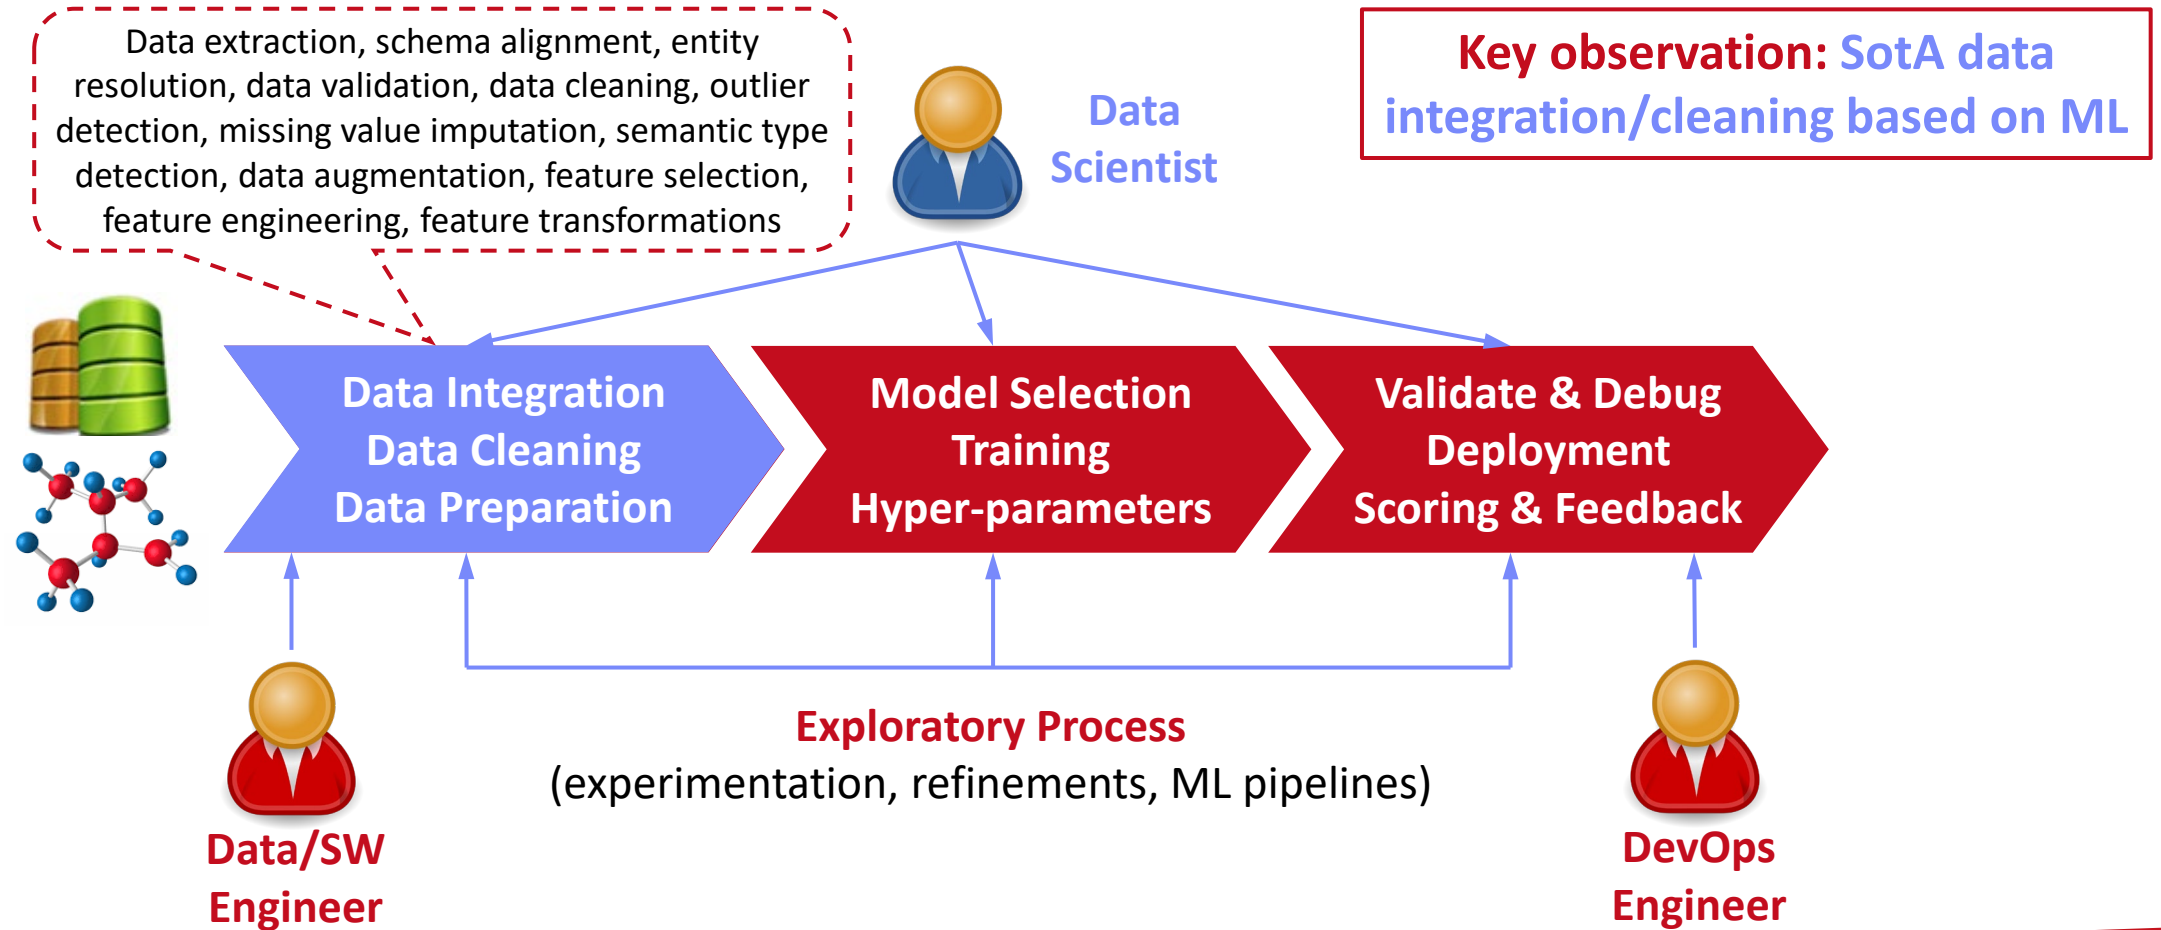 Data extraction, schema alignment, entity
resolution, data validation, data cleaning, outlier
detection, missing value imputation, semantic type
detection, data augmentation, feature selection,
feature engineering, feature transformations
Data
Scientist
Key observation: SotA data
integration/cleaning based on ML
Data Integration
Data Cleaning
Data Preparation
Model Selection
Training
Hyper-parameters
Validate & Debug
Deployment
Scoring & Feedback
Exploratory Process
(experimentation, refinements, ML pipelines)
Data/SW
Engineer
DevOps
Engineer